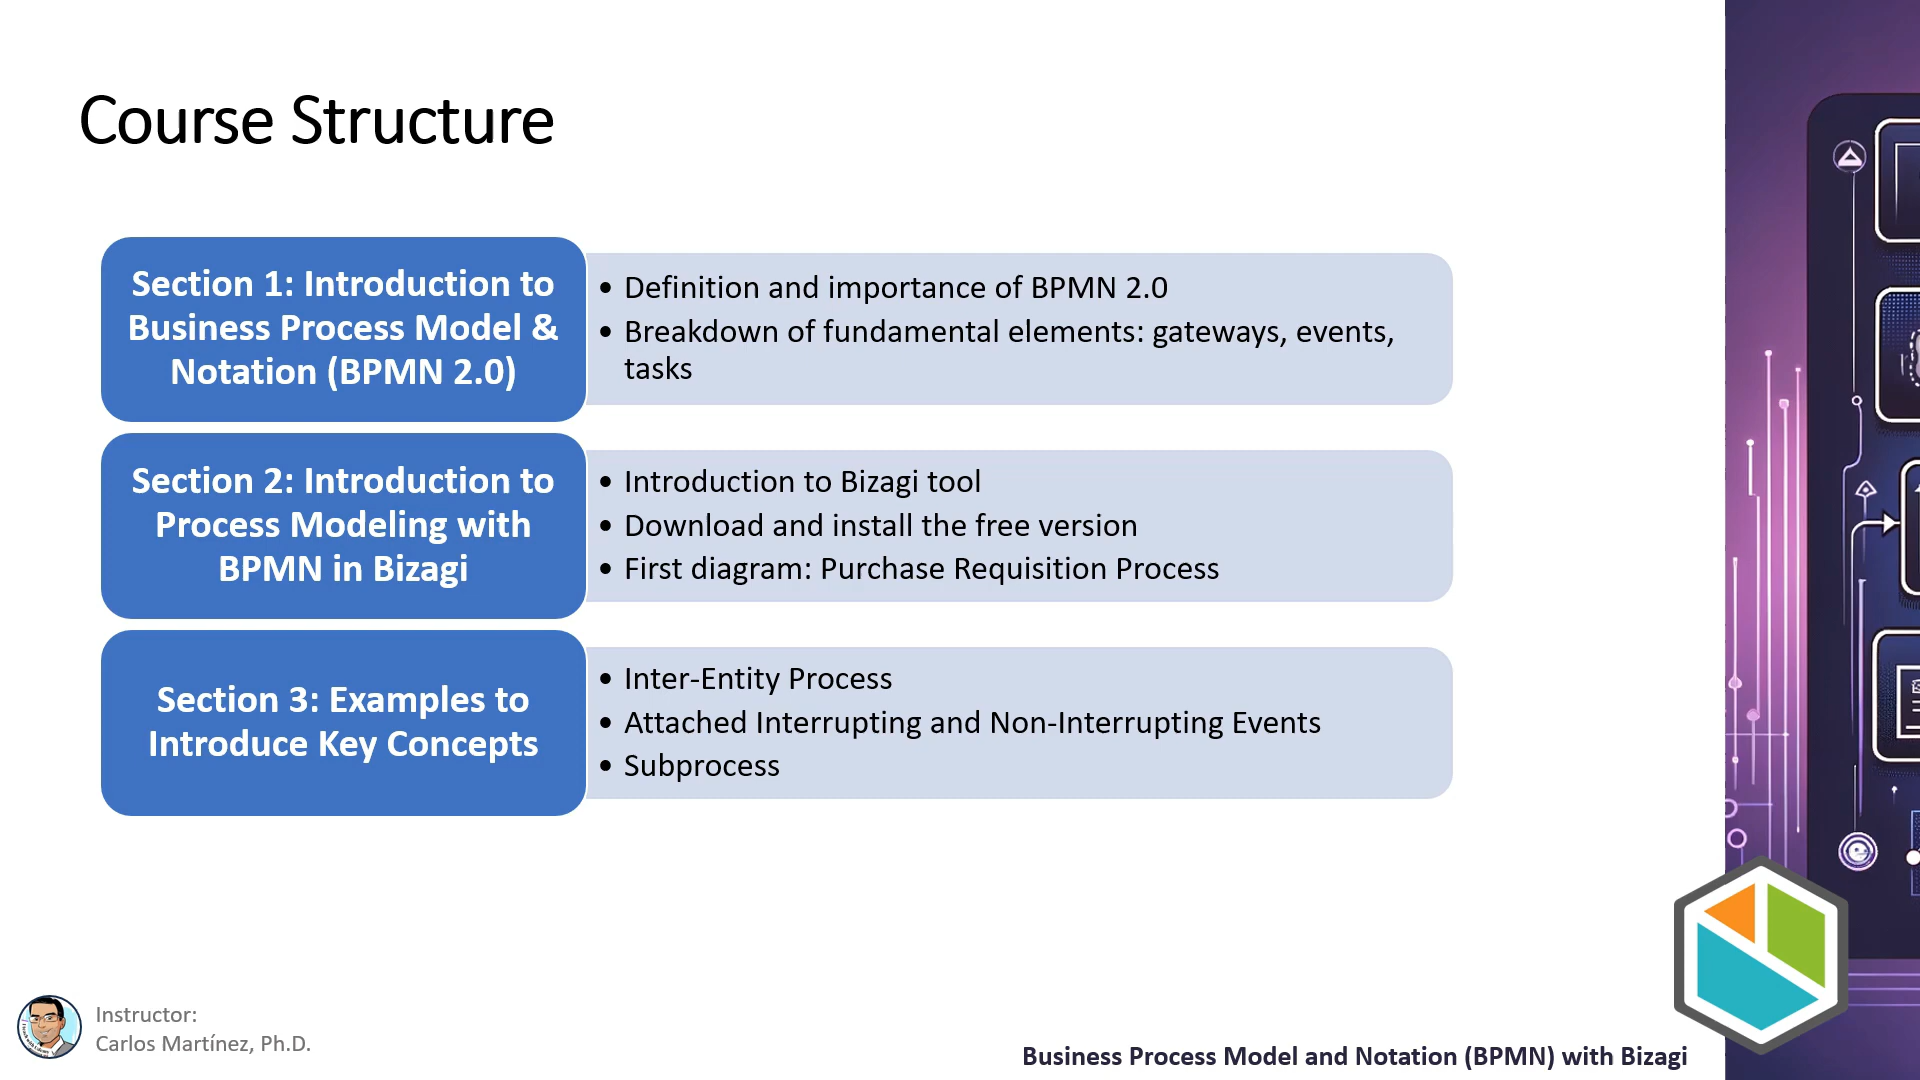 Course Structure
Section 1: Introduction to
Business Process Model &
Notation (BPMN 2.0)
• Definition and importance of BPMN 2.0
• Breakdown of fundamental elements: gateways, events,
tasks
Section 2: Introduction to
Process Modeling with
BPMN in Bizagi
• Introduction to Bizagi tool
• Download and install the free version
• First diagram: Purchase Requisition Process
Section 3: Examples to
Introduce Key Concepts
• Inter-Entity Process
• Attached Interrupting and Non-Interrupting Events
• Subprocess
Instructor:
Carlos Martínez, Ph.D.
Business Process Model and Notation (BPMN) with Bizagi